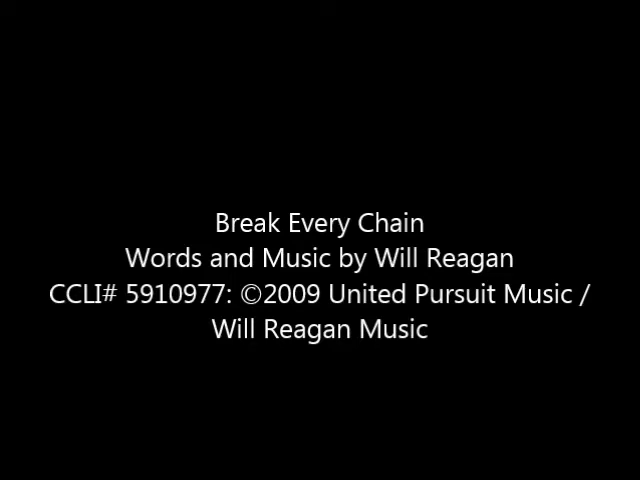 Break Every Chain
Words and Music by Will Reagan
CCLI# 5910977: ©2009 United Pursuit Music /
Will Reagan Music